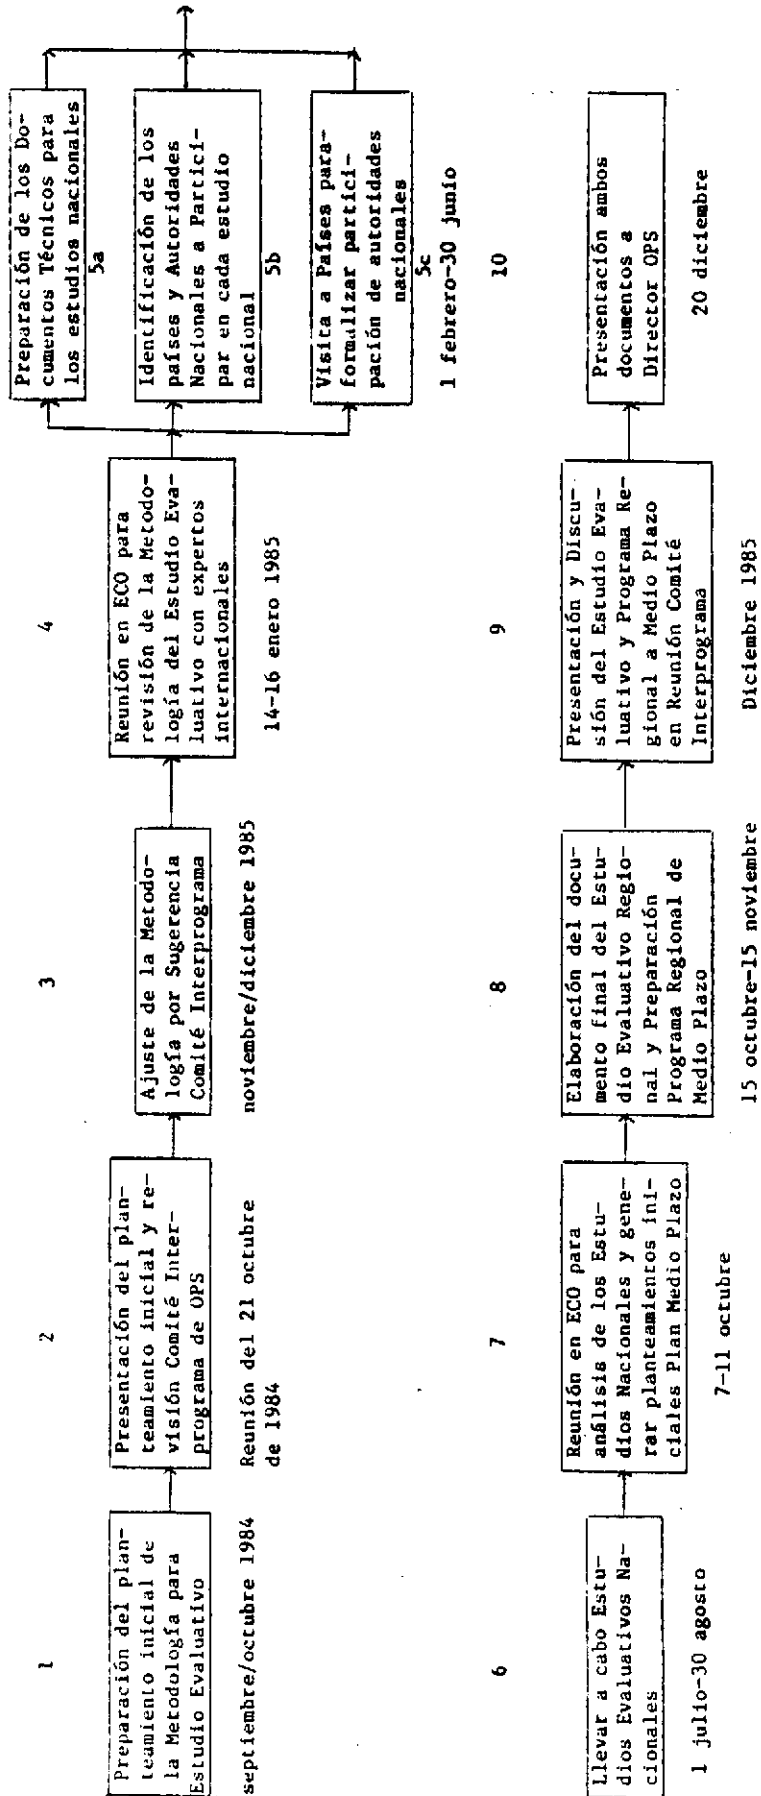 1
Preparación del plan-
teamiento inicial de
la Metodología para
Estudio Evaluativo
septiembre/octubre 1984
2
Presentación del plan-
teamiento inicial y re-
visión Comité Inter-
programa de OPS
Reunión del 21 octubre
de 1984
3
Ajuste de la Metodo-
logía por Sugerencia
Comité Interprograma
noviembre/diciembre 1985
4
Reunión en ECO para
revisión de la Metodo-
logía del Estudio Eva-
luativo con expertos
internacionales
14-16 enero 1985
Preparación de los Do-
cumentos Técnicos para
los estudios nacionales
5a
Identificación de los
países y Autoridades
Nacionales a Partici-
par en cada estudio
nacional
5b
Visita a Países para-
formalizar partici-
pación de autoridades
nacionales
5c
1 febrero-30 junio
6
Llevar a cabo Estu-
dios Evaluativos Na-
cionales
1 julio-30 agosto
7
Reunión en ECO para
análisis de los Estu-
dios Nacionales y gene-
rar planteamientos ini-
ciales Plan Medio Plazo
7-11 octubre
8
Elaboración del docu-
mento final del Estu-
dio Evaluativo Regio-
nal y Preparación
Programa Regional de
Medio Plazo
15 octubre-15 noviembre
9
Presentación y Discu-
sión del Estudio Eva-
luativo y Programa Re-
gional a Medio Plazo
en Reunión Comité
Interprograma
Diciembre 1985
10
Presentación ambos
documentos a
Director OPS
20 diciembre